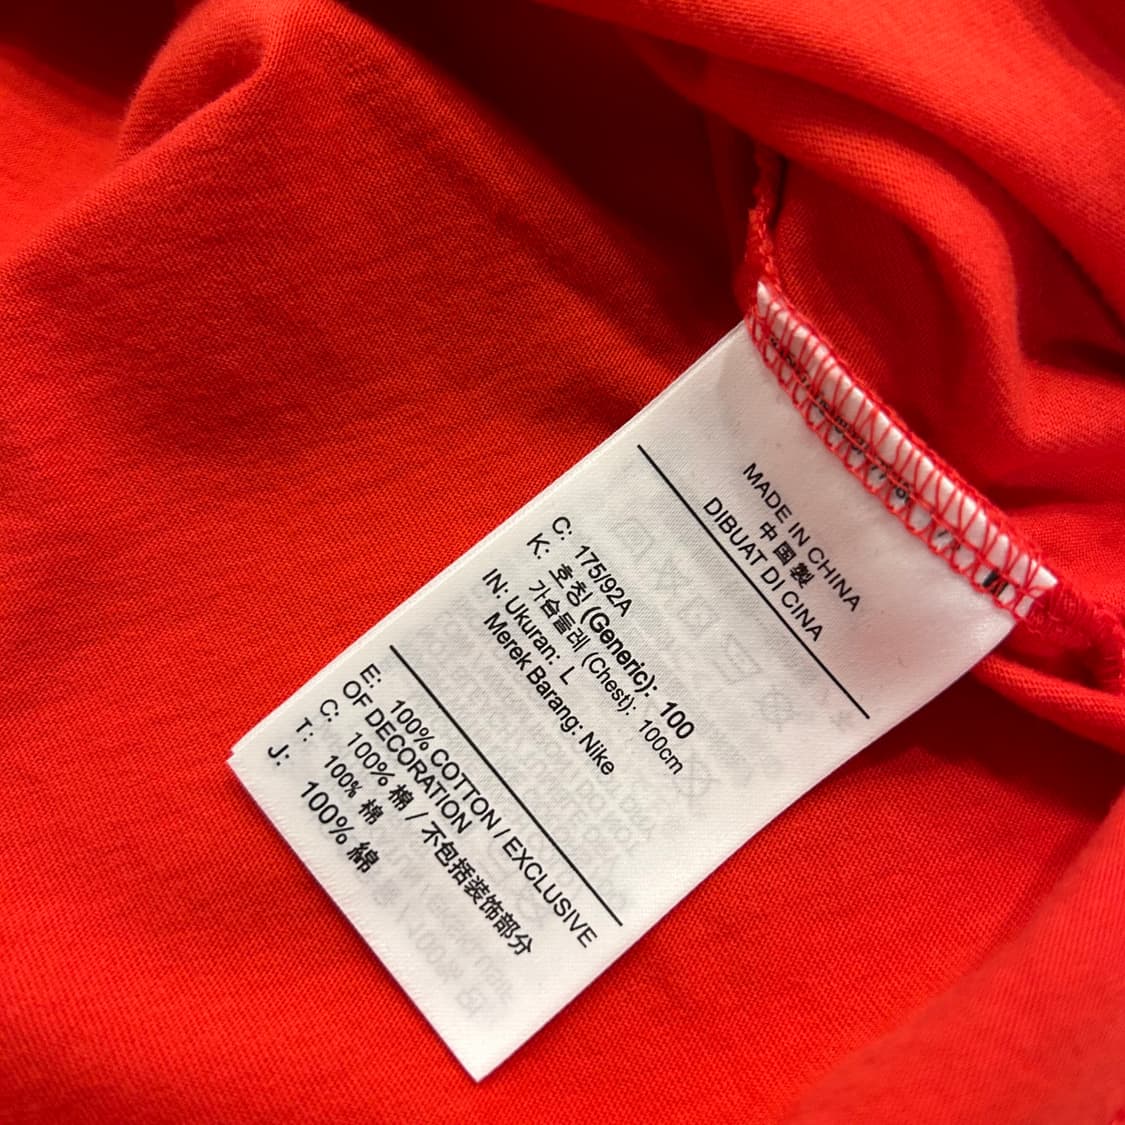 MADE IN CHINA
中国製
DIBUAT DI CINA
C: 175/92A
K: 호칭 (Generic): 100
가슴둘레 (Chest): 100cm
IN: Ukuran: L
Merek Barang: Nike
E: 100% COTTON / EXCLUSIVE
OF DECORATION
C: 100% 棉 / 不包括装饰部分
T: 100% 棉
J: 100% 綿